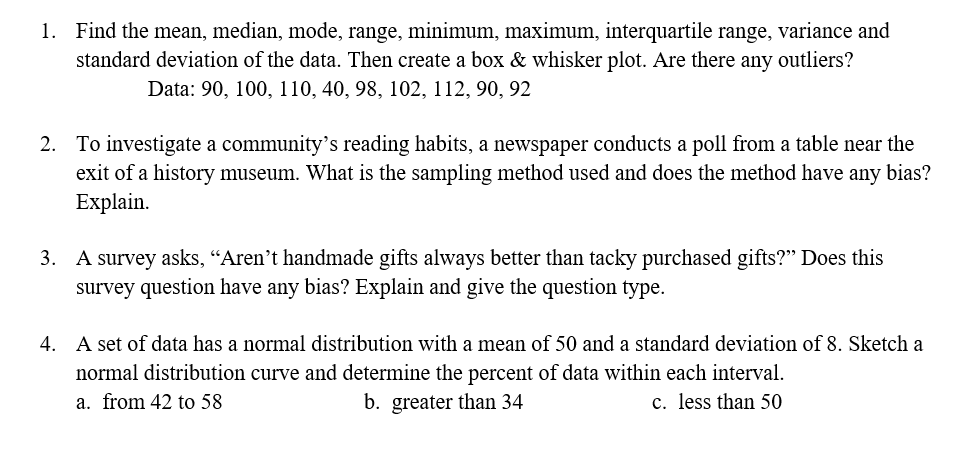 1. Find the mean, median, mode, range, minimum, maximum, interquartile range, variance and
standard deviation of the data. Then create a box & whisker plot. Are there any outliers?
Data: 90, 100, 110, 40, 98, 102, 112, 90, 92
2. To investigate a community’s reading habits, a newspaper conducts a poll from a table near the
exit of a history museum. What is the sampling method used and does the method have any bias?
Explain.
3. A survey asks, “Aren’t handmade gifts always better than tacky purchased gifts?” Does this
survey question have any bias? Explain and give the question type.
4. A set of data has a normal distribution with a mean of 50 and a standard deviation of 8. Sketch a
normal distribution curve and determine the percent of data within each interval.
a. from 42 to 58 b. greater than 34 c. less than 50